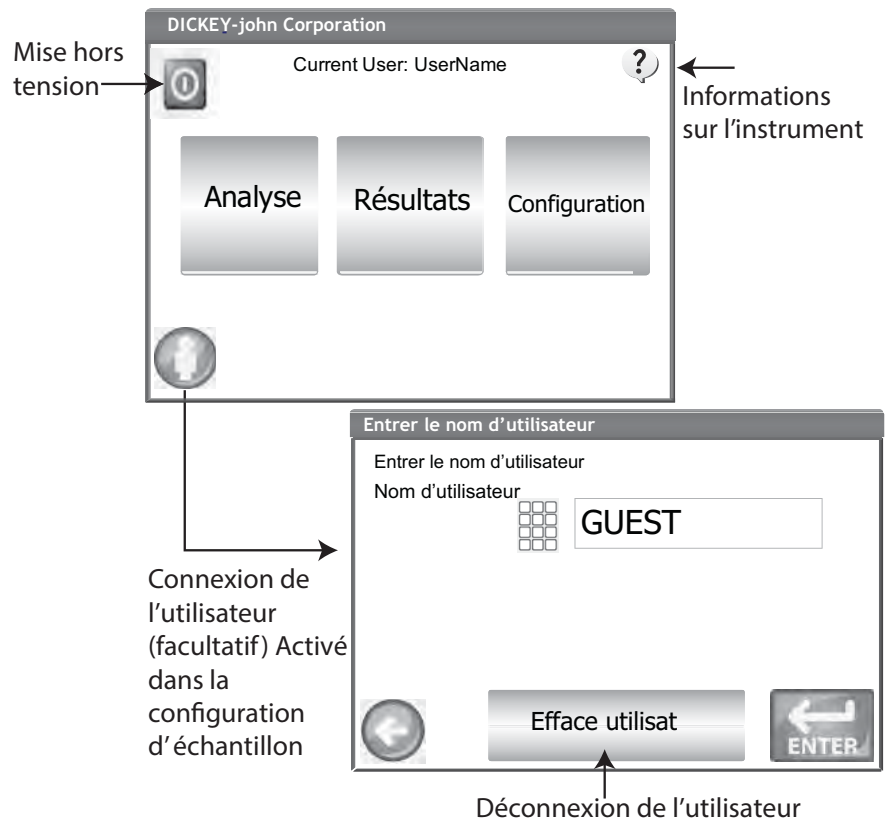 DICKEY-john Corporation
Mise hors
tension
Current User: UserName
?
Informations
sur l'instrument
Analyse
Résultats
Configuration
Entrer le nom d'utilisateur
Entrer le nom d'utilisateur
Nom d'utilisateur
GUEST
Connexion de
l'utilisateur
(facultatif) Activé
dans la
configuration
d'échantillon
Efface utilisat
ENTER
Déconnexion de l'utilisateur